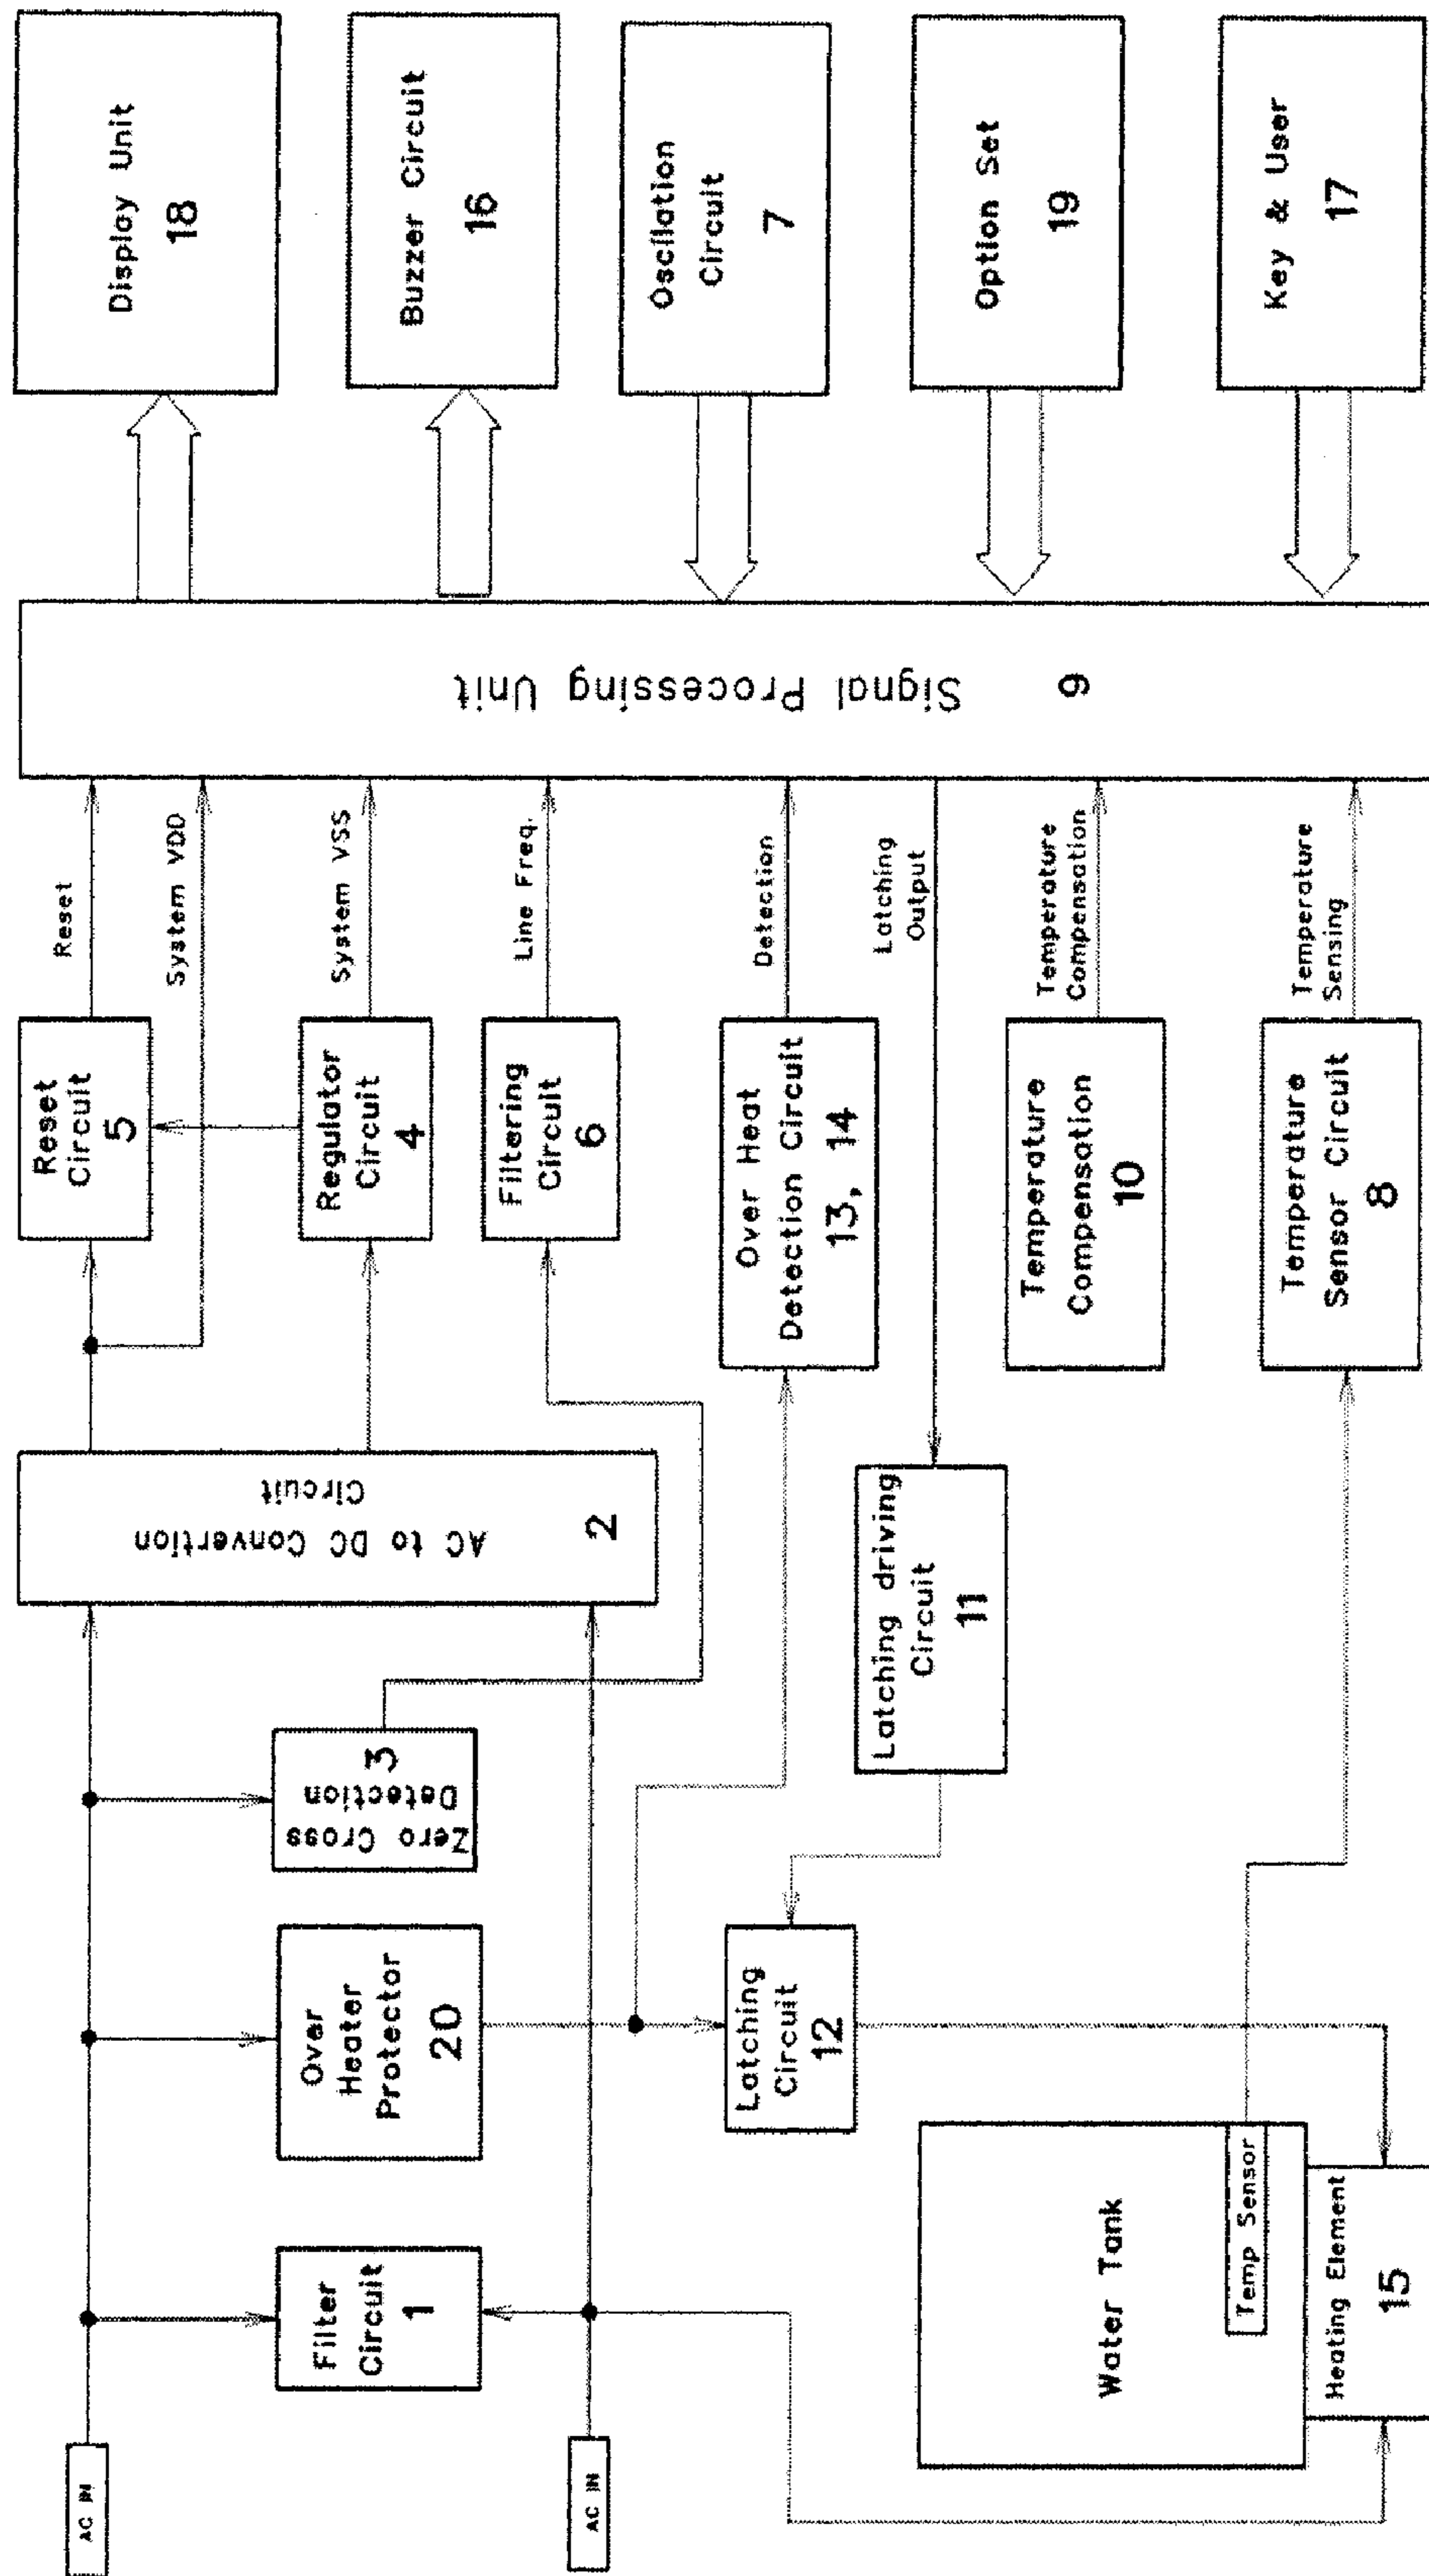 AC IN
AC IN
Filter
Circuit
1
Over
Heater
Protector
20
Zero Cross
Detection
3
AC to DC Convertion
Circuit
2
Reset
Circuit
5
Regulator
Circuit
4
Filtering
Circuit
6
Over Heat
Detection Circuit
13, 14
Latching driving
Circuit
11
Latching
Circuit
12
Temperature
Compensation
10
Temperature
Sensor Circuit
8
Water Tank
Temp Sensor
Heating Element
15
Reset
System VDD
System VSS
Line Freq.
Detection
Latching
Output
Temperature
Compensation
Temperature
Sensing
Signal Processing Unit
9
Display Unit
18
Buzzer Circuit
16
Oscilation
Circuit
7
Option Set
19
Key & User
17